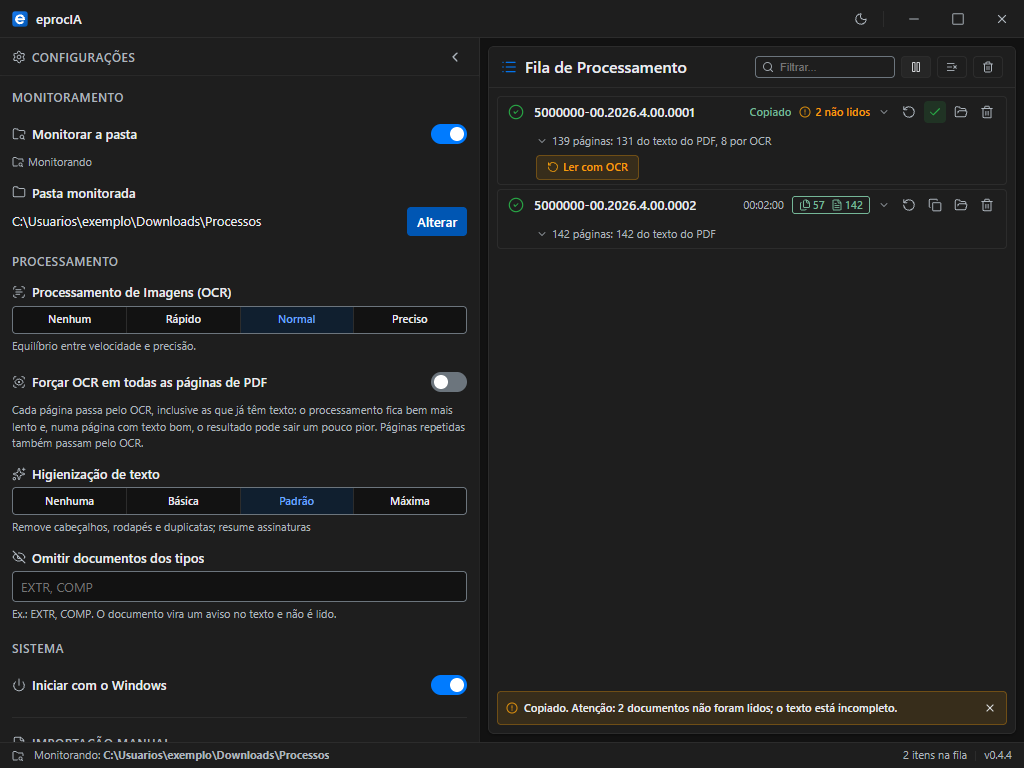 eprocIA
CONFIGURAÇÕES
MONITORAMENTO
Monitorar a pasta
Monitorando
Pasta monitorada
C:\Usuarios\exemplo\Downloads\Processos
Alterar
PROCESSAMENTO
Processamento de Imagens (OCR)
Nenhum Rápido Normal Preciso
Equilíbrio entre velocidade e precisão.
Forçar OCR em todas as páginas de PDF
Cada página passa pelo OCR, inclusive as que já têm texto: o processamento fica bem mais
lento e, numa página com texto bom, o resultado pode sair um pouco pior. Páginas repetidas
também passam pelo OCR.
Higienização de texto
Nenhuma Básica Padrão Máxima
Remove cabeçalhos, rodapés e duplicatas; resume assinaturas
Omitir documentos dos tipos
EXTR, COMP
Ex.: EXTR, COMP. O documento vira um aviso no texto e não é lido.
SISTEMA
Iniciar com o Windows
IMPORTAÇÃO MANUAL
Fila de Processamento
Filtrar...
5000000-00.2026.4.00.0001 Copiado 2 não lidos
139 páginas: 131 do texto do PDF, 8 por OCR
Ler com OCR
5000000-00.2026.4.00.0002 00:02:00 57 142
142 páginas: 142 do texto do PDF
Copiado. Atenção: 2 documentos não foram lidos; o texto está incompleto.
Monitorando: C:\Usuarios\exemplo\Downloads\Processos
2 itens na fila v0.4.4